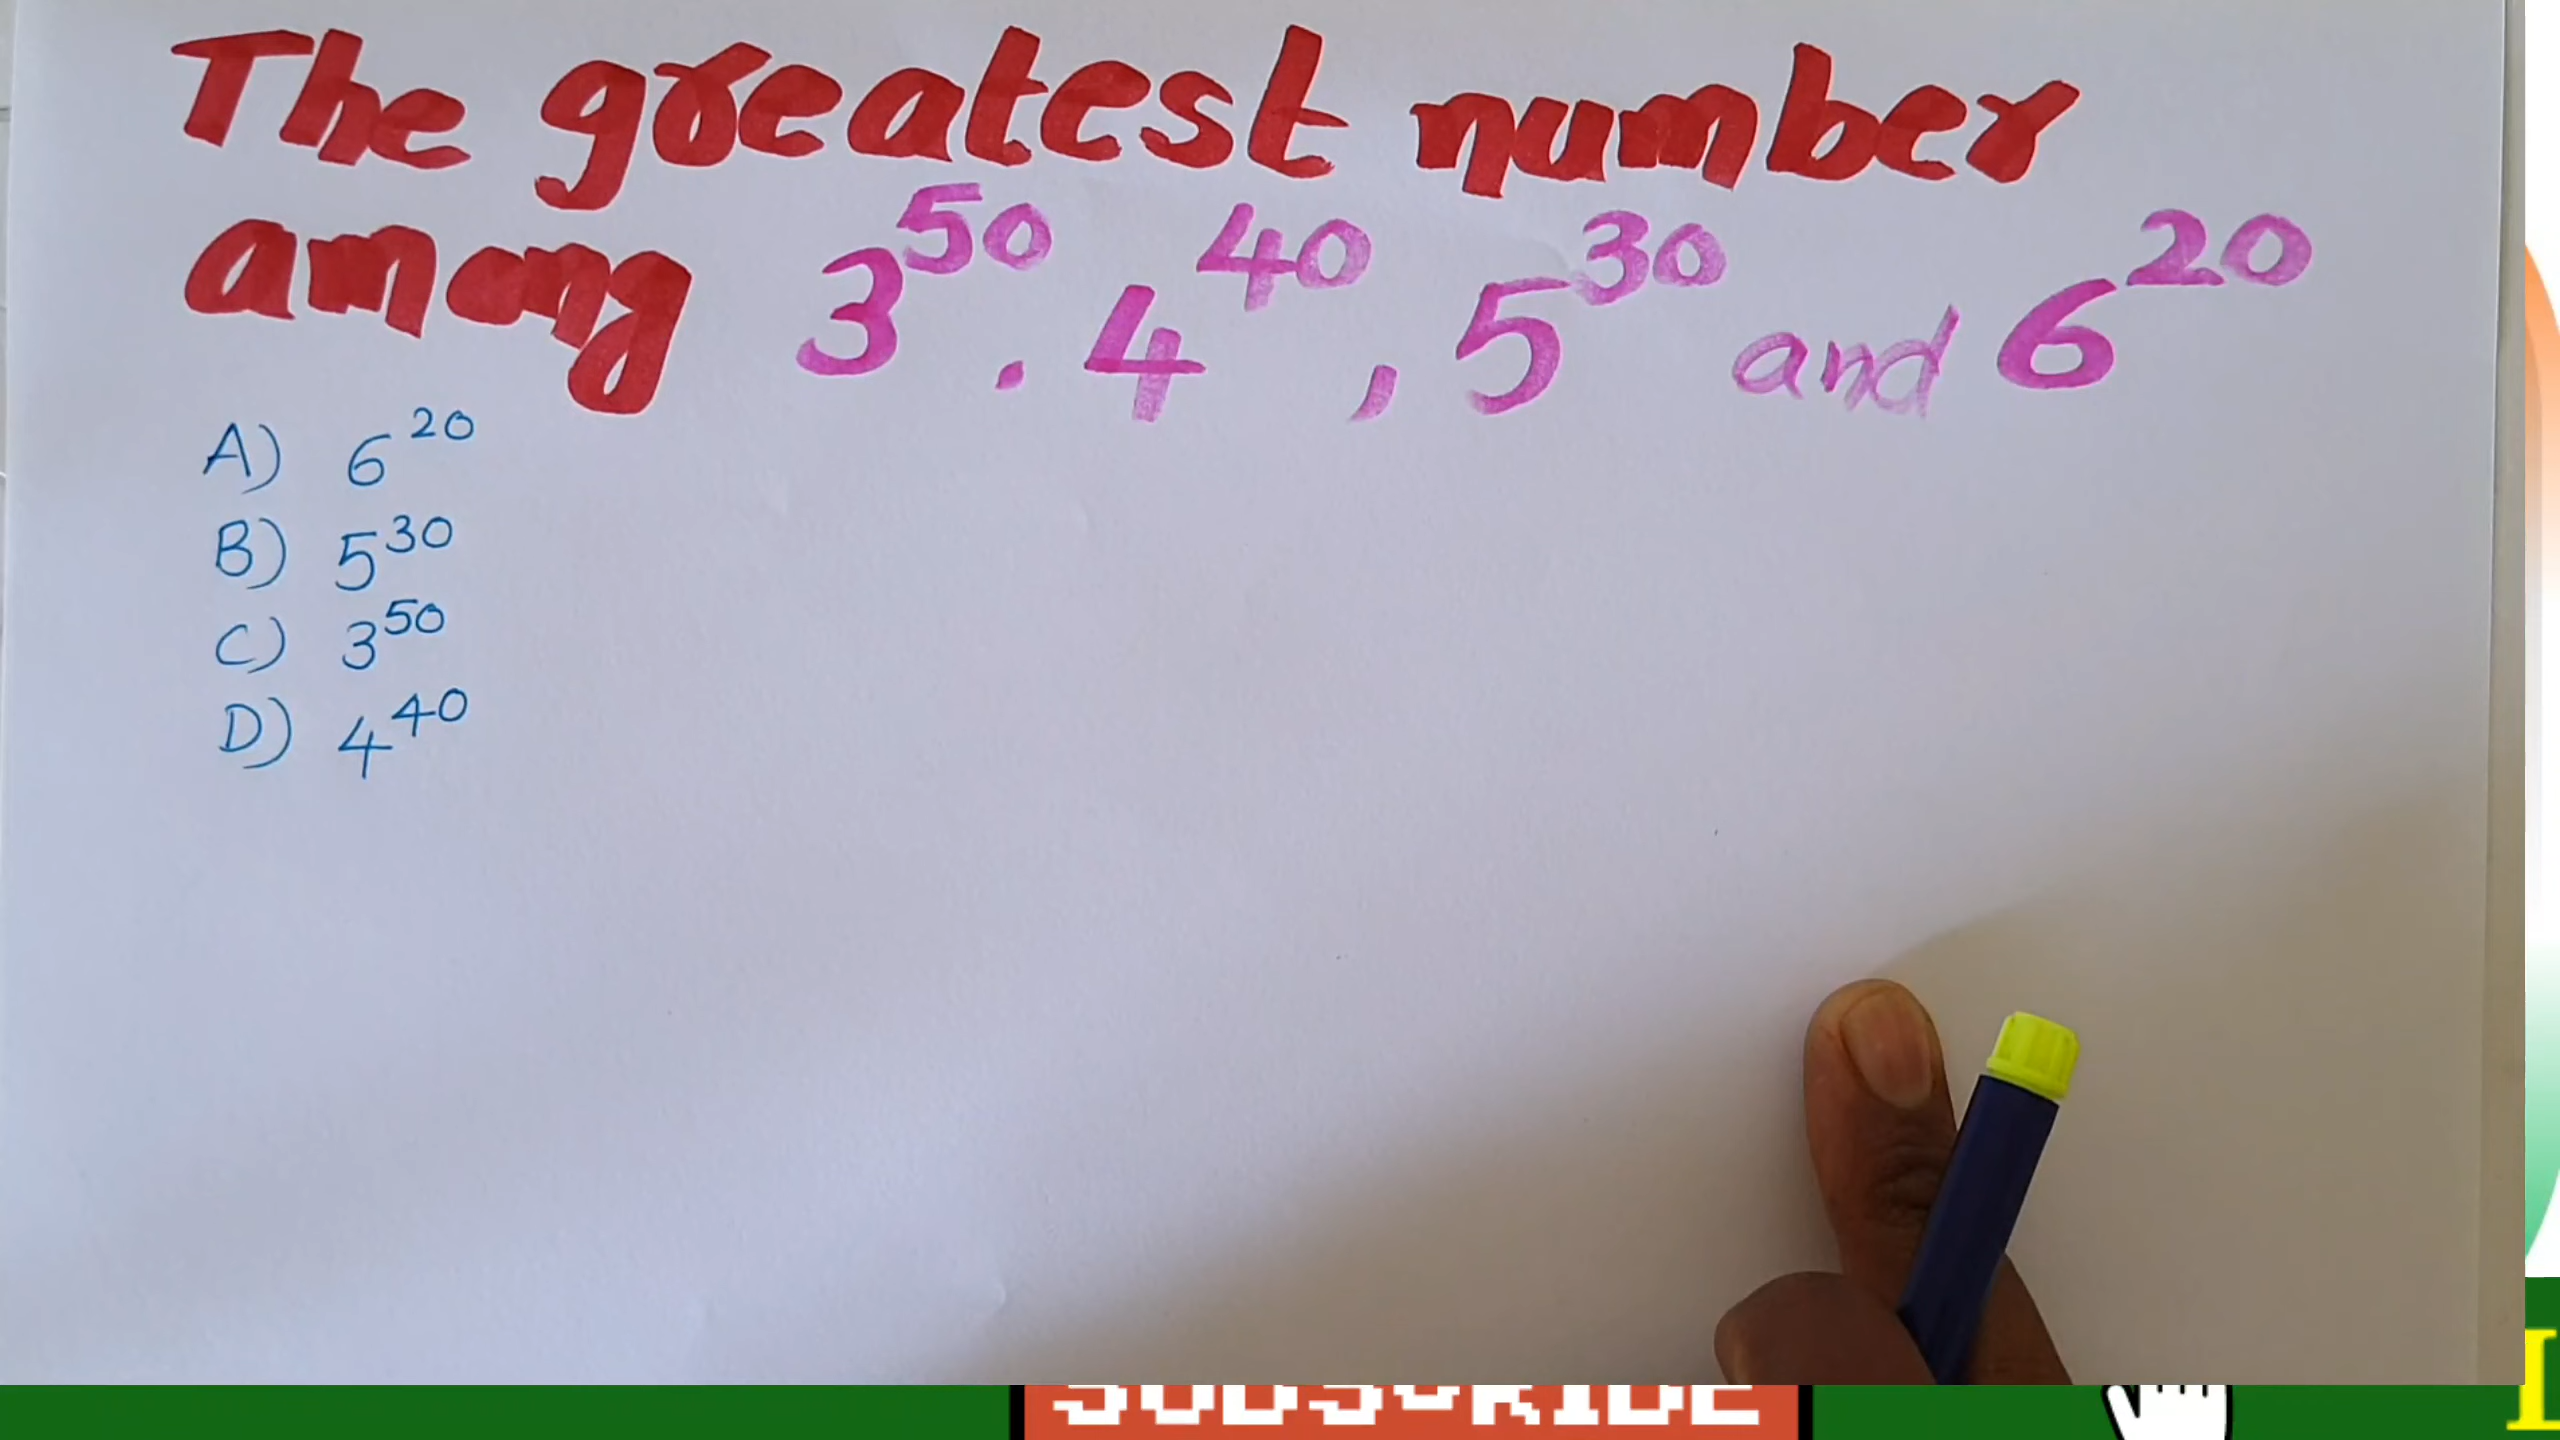 The greatest number
among 3^50 . 4^40 , 5^30 and 6^20
A) 6^20
B) 5^30
C) 3^50
D) 4^40
SUBSCRIBE